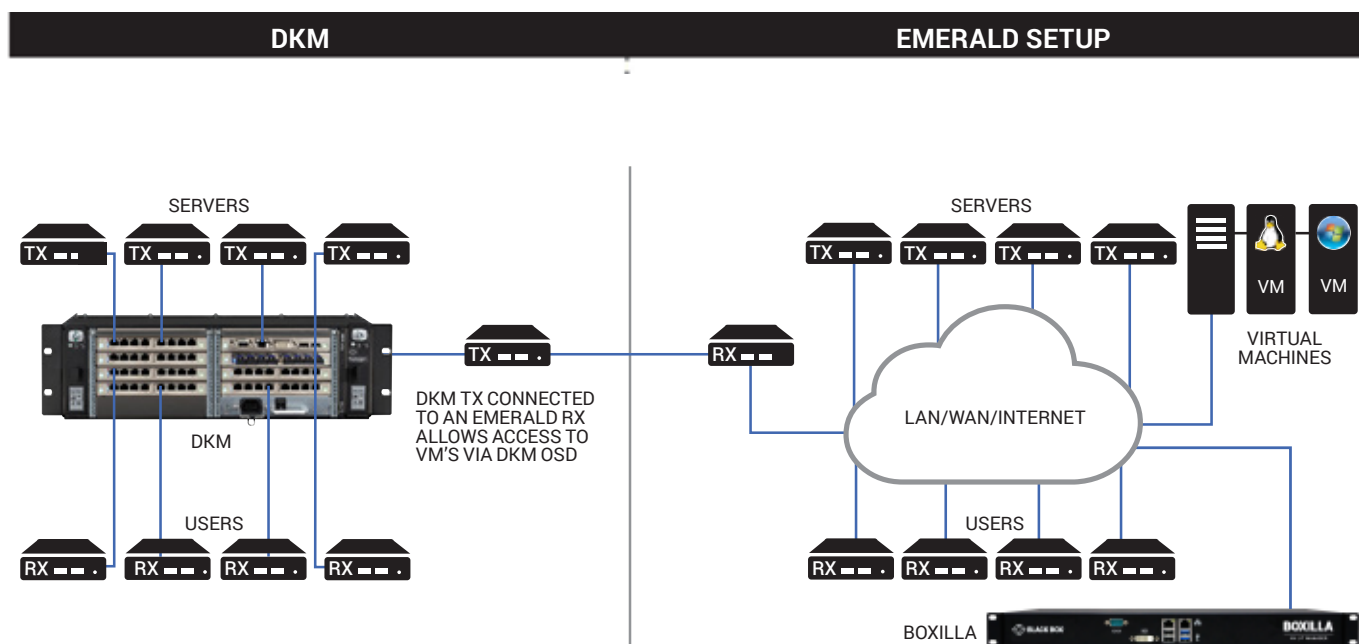 DKM
EMERALD SETUP
SERVERS
TX
TX
TX
TX
DKM
TX
DKM TX CONNECTED
TO AN EMERALD RX
ALLOWS ACCESS TO
VM'S VIA DKM OSD
USERS
RX
RX
RX
RX
SERVERS
TX
TX
TX
TX
VM
VM
VIRTUAL
MACHINES
RX
LAN/WAN/INTERNET
USERS
RX
RX
RX
RX
BOXILLA
BLACK BOX
BOXILLA